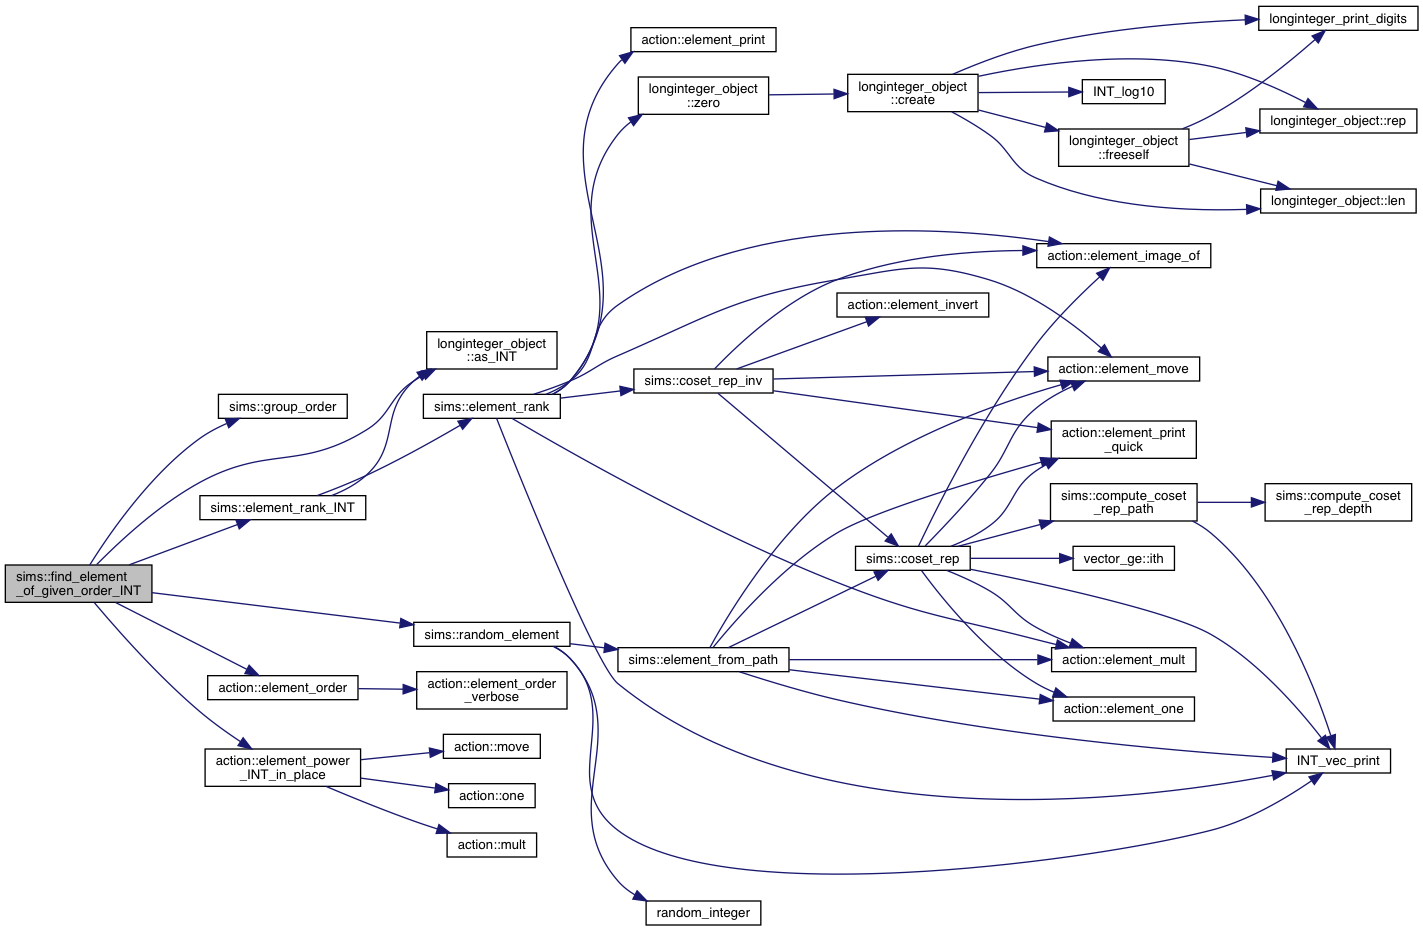 action::element_print
longinteger_print_digits
longinteger_object
::zero
longinteger_object
::create
INT_log10
longinteger_object::rep
longinteger_object
::freeself
longinteger_object::len
action::element_image_of
action::element_invert
longinteger_object
::as_INT
sims::coset_rep_inv
action::element_move
sims::group_order
sims::element_rank
action::element_print
_quick
sims::element_rank_INT
sims::compute_coset
_rep_path
sims::compute_coset
_rep_depth
sims::coset_rep
vector_ge::ith
sims::find_element
_of_given_order_INT
sims::random_element
sims::element_from_path
action::element_mult
action::element_order
action::element_order
_verbose
action::element_one
action::element_power
_INT_in_place
action::move
INT_vec_print
action::one
action::mult
random_integer